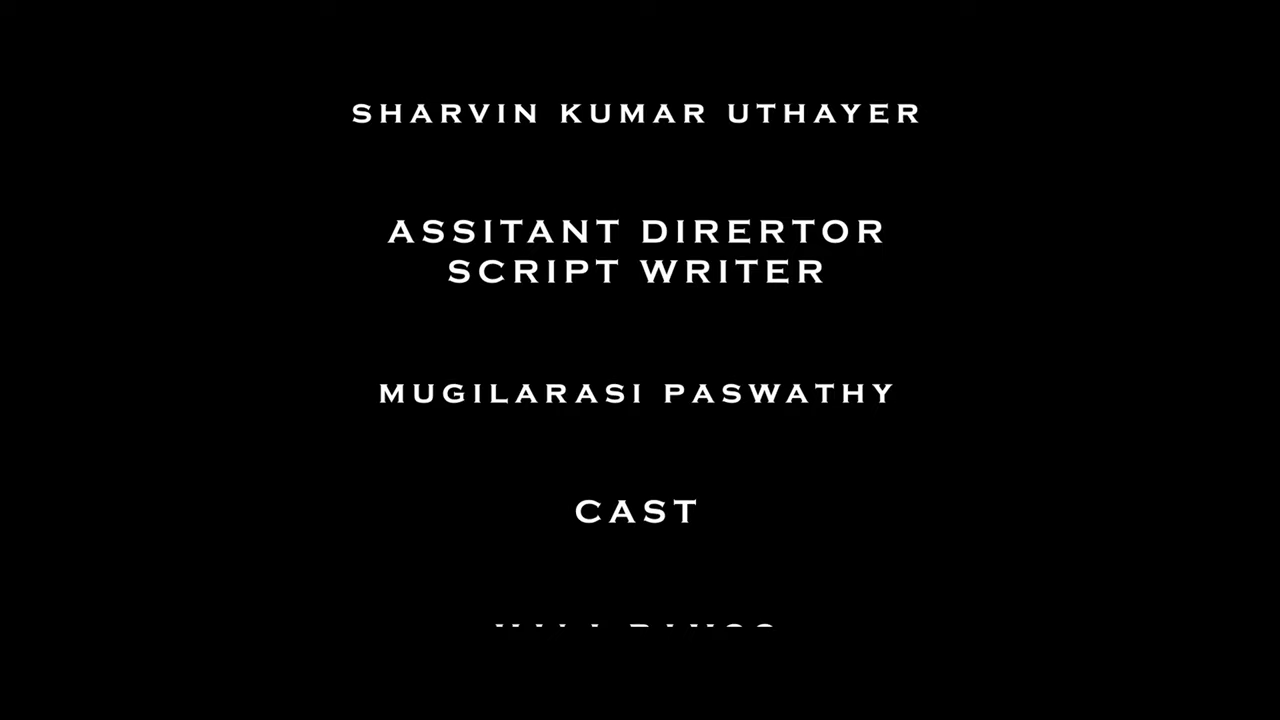 SHARVIN KUMAR UTHAYER
ASSITANT DIRERTOR
SCRIPT WRITER
MUGILARASI PASWATHY
CAST